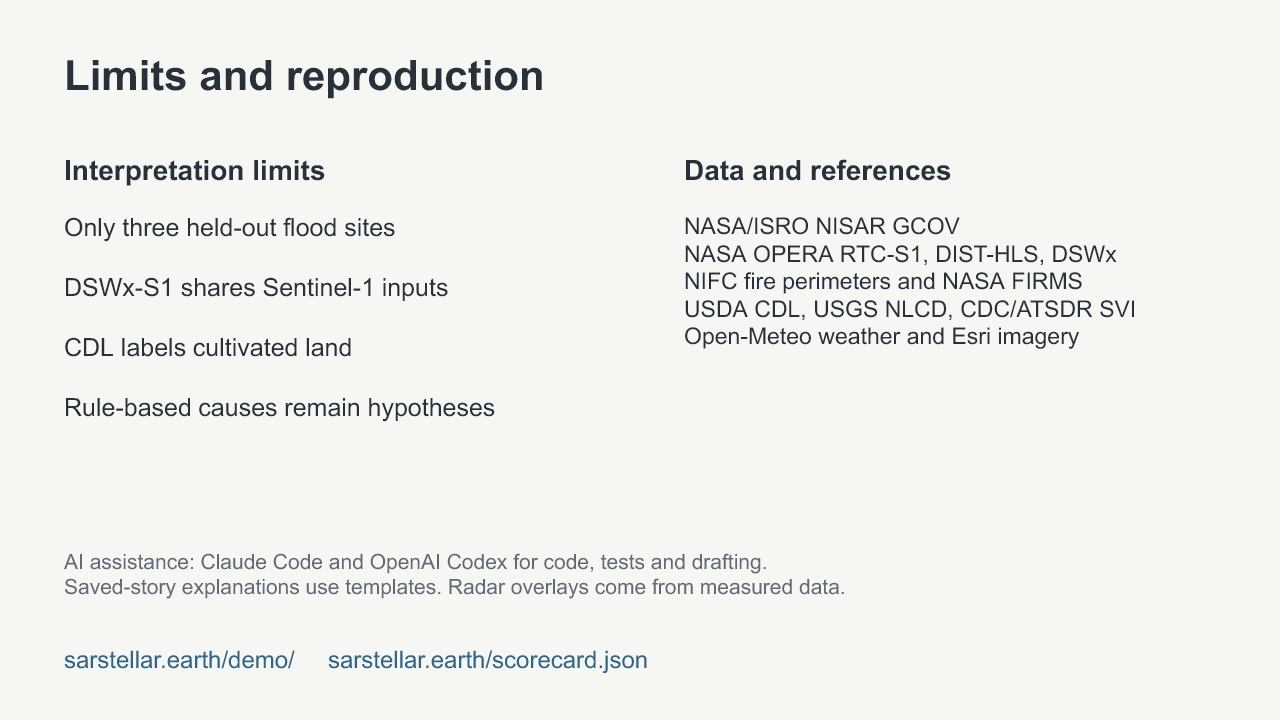 Limits and reproduction
Interpretation limits
Only three held-out flood sites
DSWx-S1 shares Sentinel-1 inputs
CDL labels cultivated land
Rule-based causes remain hypotheses
Data and references
NASA/ISRO NISAR GCOV
NASA OPERA RTC-S1, DIST-HLS, DSWx
NIFC fire perimeters and NASA FIRMS
USDA CDL, USGS NLCD, CDC/ATSDR SVI
Open-Meteo weather and Esri imagery
AI assistance: Claude Code and OpenAI Codex for code, tests and drafting.
Saved-story explanations use templates. Radar overlays come from measured data.
sarstellar.earth/demo/ sarstellar.earth/scorecard.json